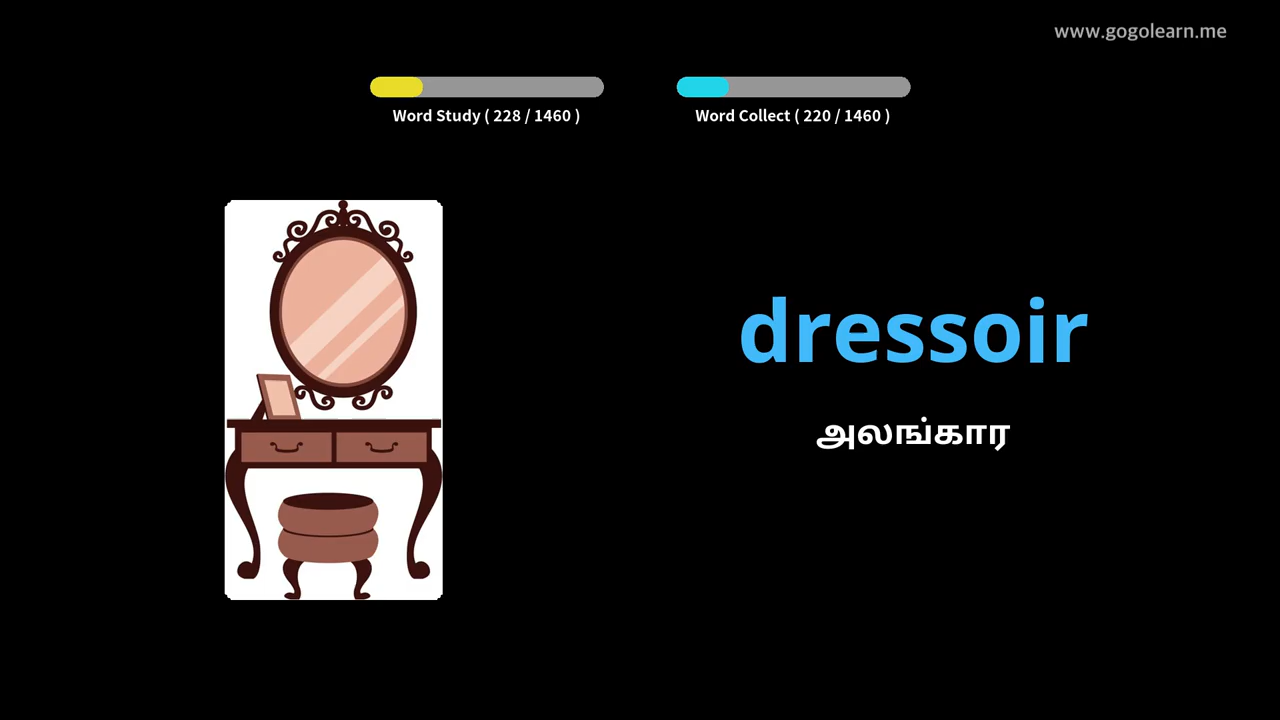 www.gogolearn.me
Word Study ( 228 / 1460 )
Word Collect ( 220 / 1460 )
dressoir
அலங்கார